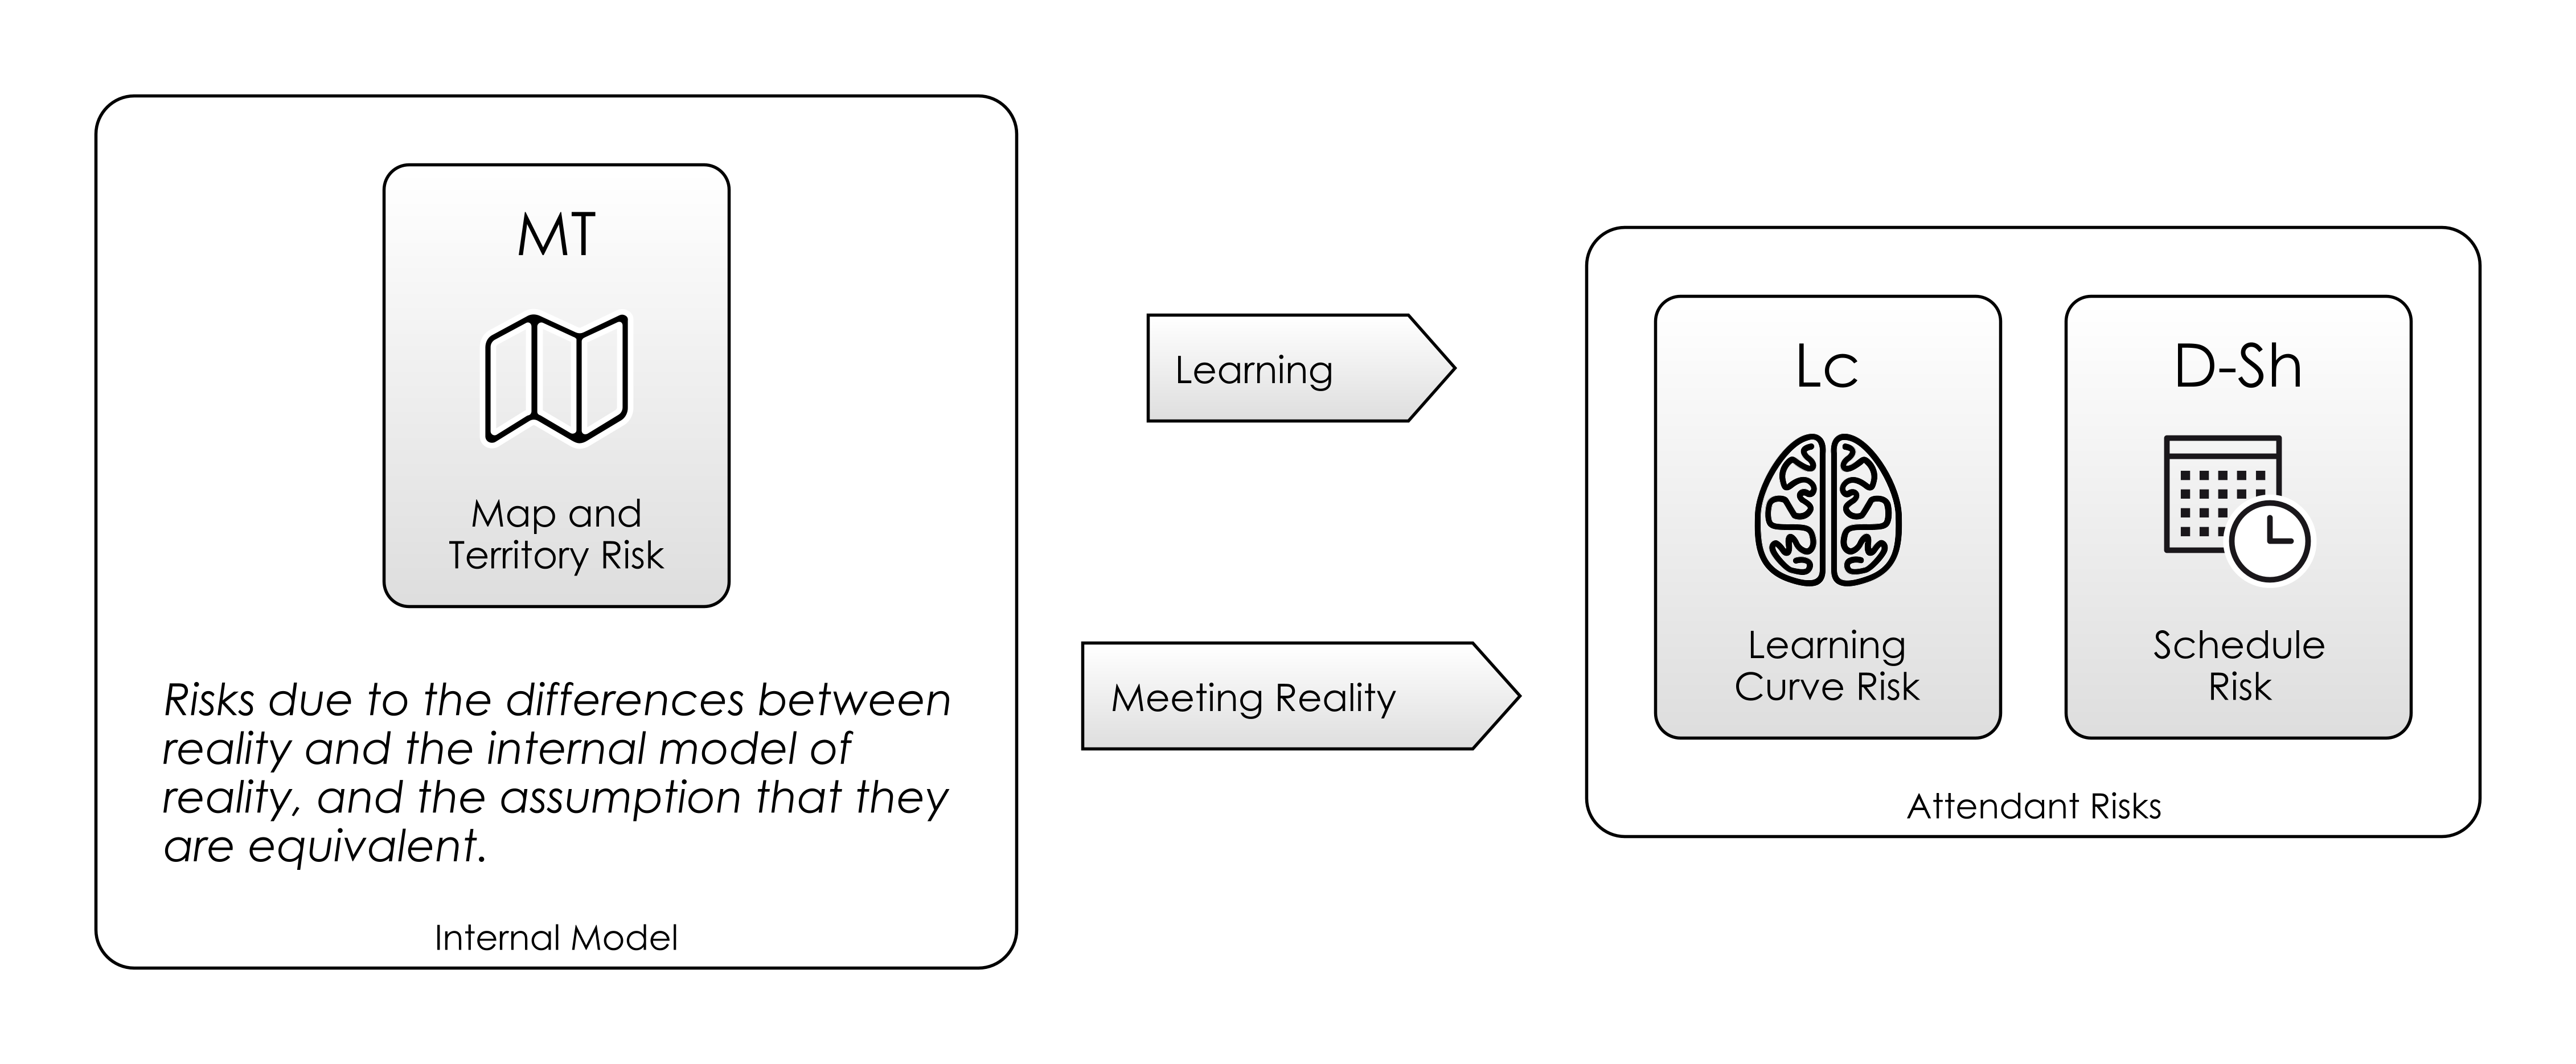 MT
Map and
Territory Risk
Risks due to the differences between
reality and the internal model of
reality, and the assumption that they
are equivalent.
Internal Model
Learning
Meeting Reality
Lc
Learning
Curve Risk
D-Sh
Schedule
Risk
Attendant Risks